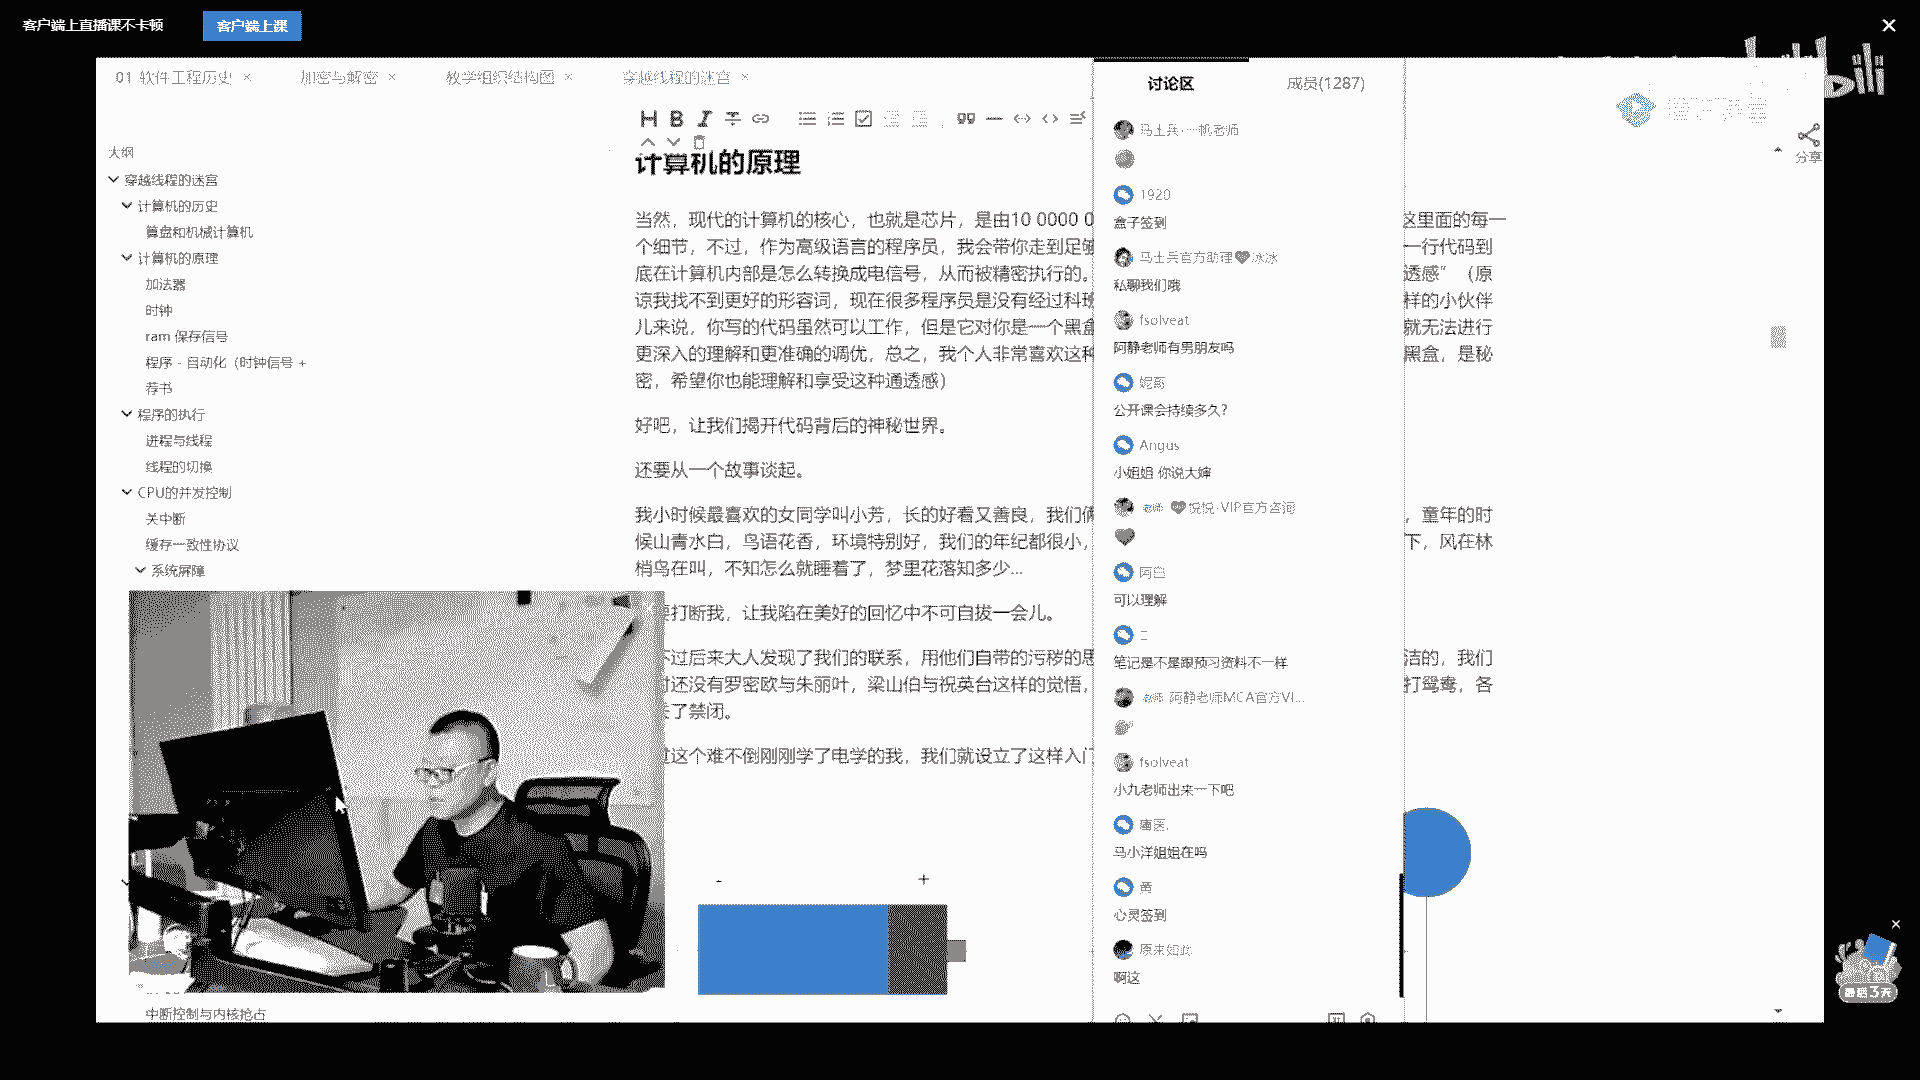 客户端上直播课不卡顿
客户端上课
01 软件工程历史
加密与解密
教学组织结构图
穿越线程的迷宫
大纲
穿越线程的迷宫
计算机的历史
算盘和机械计算机
计算机的原理
加法器
时钟
ram 保存信号
程序 - 自动化（时钟信号 +
荐书
程序的执行
进程与线程
线程的切换
CPU的并发控制
关中断
缓存一致性协议
系统屏障
中断控制与内核抢占
计算机的原理
当然，现代的计算机的核心，也就是芯片，是由10 0000 0
这里面的每一
个细节，不过，作为高级语言的程序员，我会带你走到足够
一行代码到
底在计算机内部是怎么转换成电信号，从而被精密执行的。
透感”（原
谅我找不到更好的形容词，现在很多程序员是没有经过科班
样的小伙伴
儿来说，你写的代码虽然可以工作，但是它对你是一个黑盒
就无法进行
更深入的理解和更准确的调优，总之，我个人非常喜欢这种
黑盒，是秘
密，希望你也能理解和享受这种通透感）
好吧，让我们揭开代码背后的神秘世界。
还要从一个故事谈起。
我小时候最喜欢的女同学叫小芳，长的好看又善良，我们俩
，童年的时
候山青水白，鸟语花香，环境特别好，我们的年纪都很小，
下，风在林
梢鸟在叫，不知怎么就睡着了，梦里花落知多少...
打断我，让我陷在美好的回忆中不可自拔一会儿。
过后来大人发现了我们的联系，用他们自带的污秽的思
洁的，我们
还没有罗密欧与朱丽叶，梁山伯与祝英台这样的觉悟，
打鸳鸯，各
了禁闭。
这个难不倒刚刚学了电学的我，我们就设立了这样入门
-
+
讨论区
成员(1287)
马士兵·一帆老师
1920
盒子签到
马士兵官方助理 冰冰
私聊我们哦
fsolveat
阿静老师有男朋友吗
妮哥
公开课会持续多久？
Angus
小姐姐 你说大婶
老师 悦悦·VIP官方咨询
可以理解
二
笔记是不是跟预习资料不一样
老师 阿静老师MCA官方VI...
fsolveat
小九老师出来一下吧
马小洋姐姐在吗
黄
心灵签到
原来如此
啊这
分享